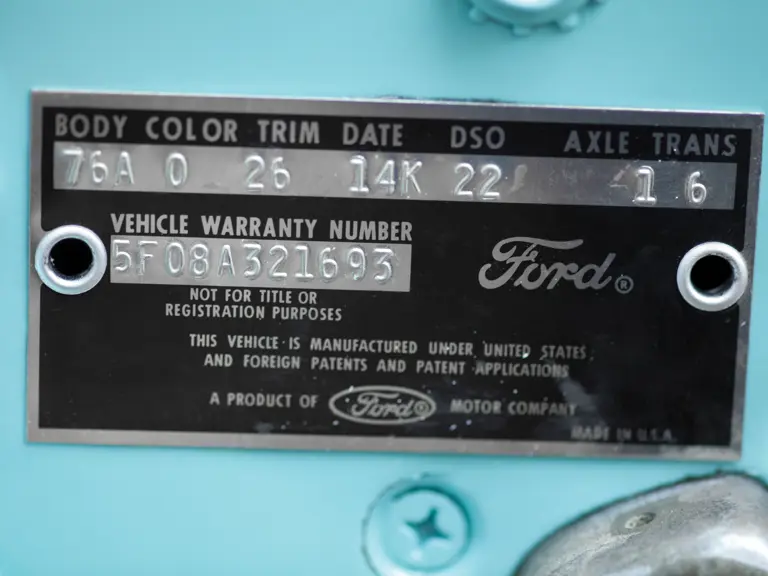 BODY COLOR TRIM DATE DSO AXLE TRANS
76A 0 26 14K 22 1 6
VEHICLE WARRANTY NUMBER
5F08A321693
Ford®
NOT FOR TITLE OR
REGISTRATION PURPOSES
THIS VEHICLE IS MANUFACTURED UNDER UNITED STATES
AND FOREIGN PATENTS AND PATENT APPLICATIONS
A PRODUCT OF Ford® MOTOR COMPANY
MADE IN U.S.A.